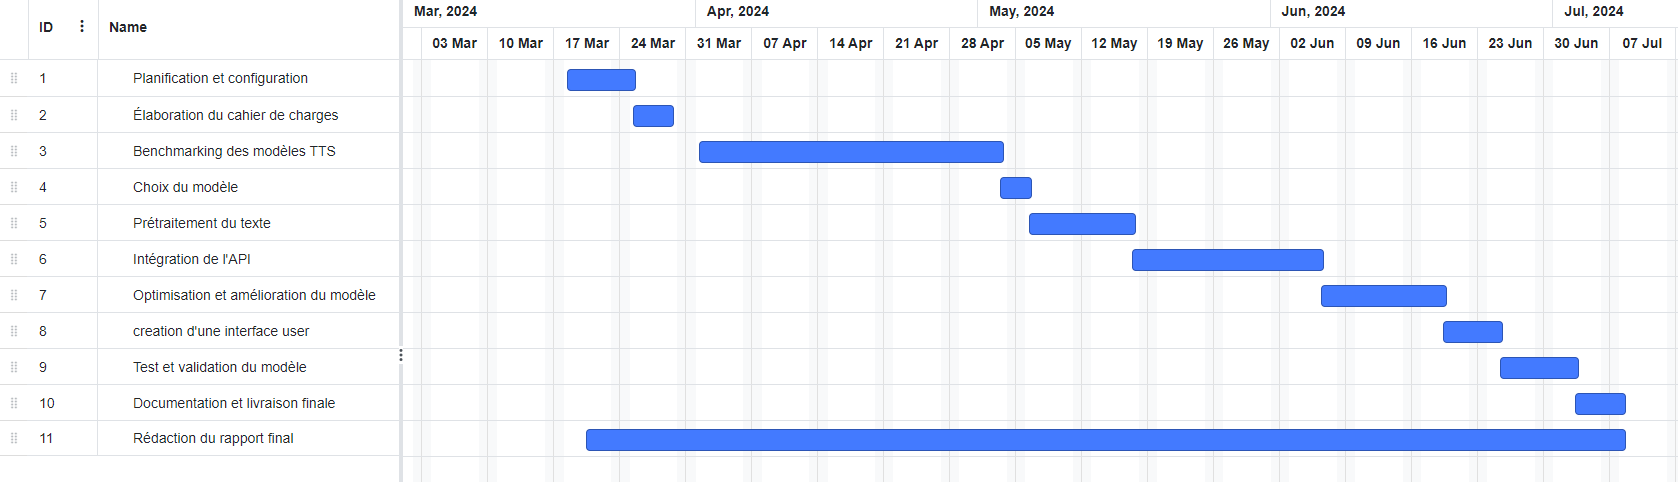 ID Name Mar, 2024 Apr, 2024 May, 2024 Jun, 2024 Jul, 2024
03 Mar 10 Mar 17 Mar 24 Mar 31 Mar 07 Apr 14 Apr 21 Apr 28 Apr 05 May 12 May 19 May 26 May 02 Jun 09 Jun 16 Jun 23 Jun 30 Jun 07 Jul
1 Planification et configuration
2 Élaboration du cahier de charges
3 Benchmarking des modèles TTS
4 Choix du modèle
5 Prétraitement du texte
6 Intégration de l'API
7 Optimisation et amélioration du modèle
8 creation d'une interface user
9 Test et validation du modèle
10 Documentation et livraison finale
11 Rédaction du rapport final